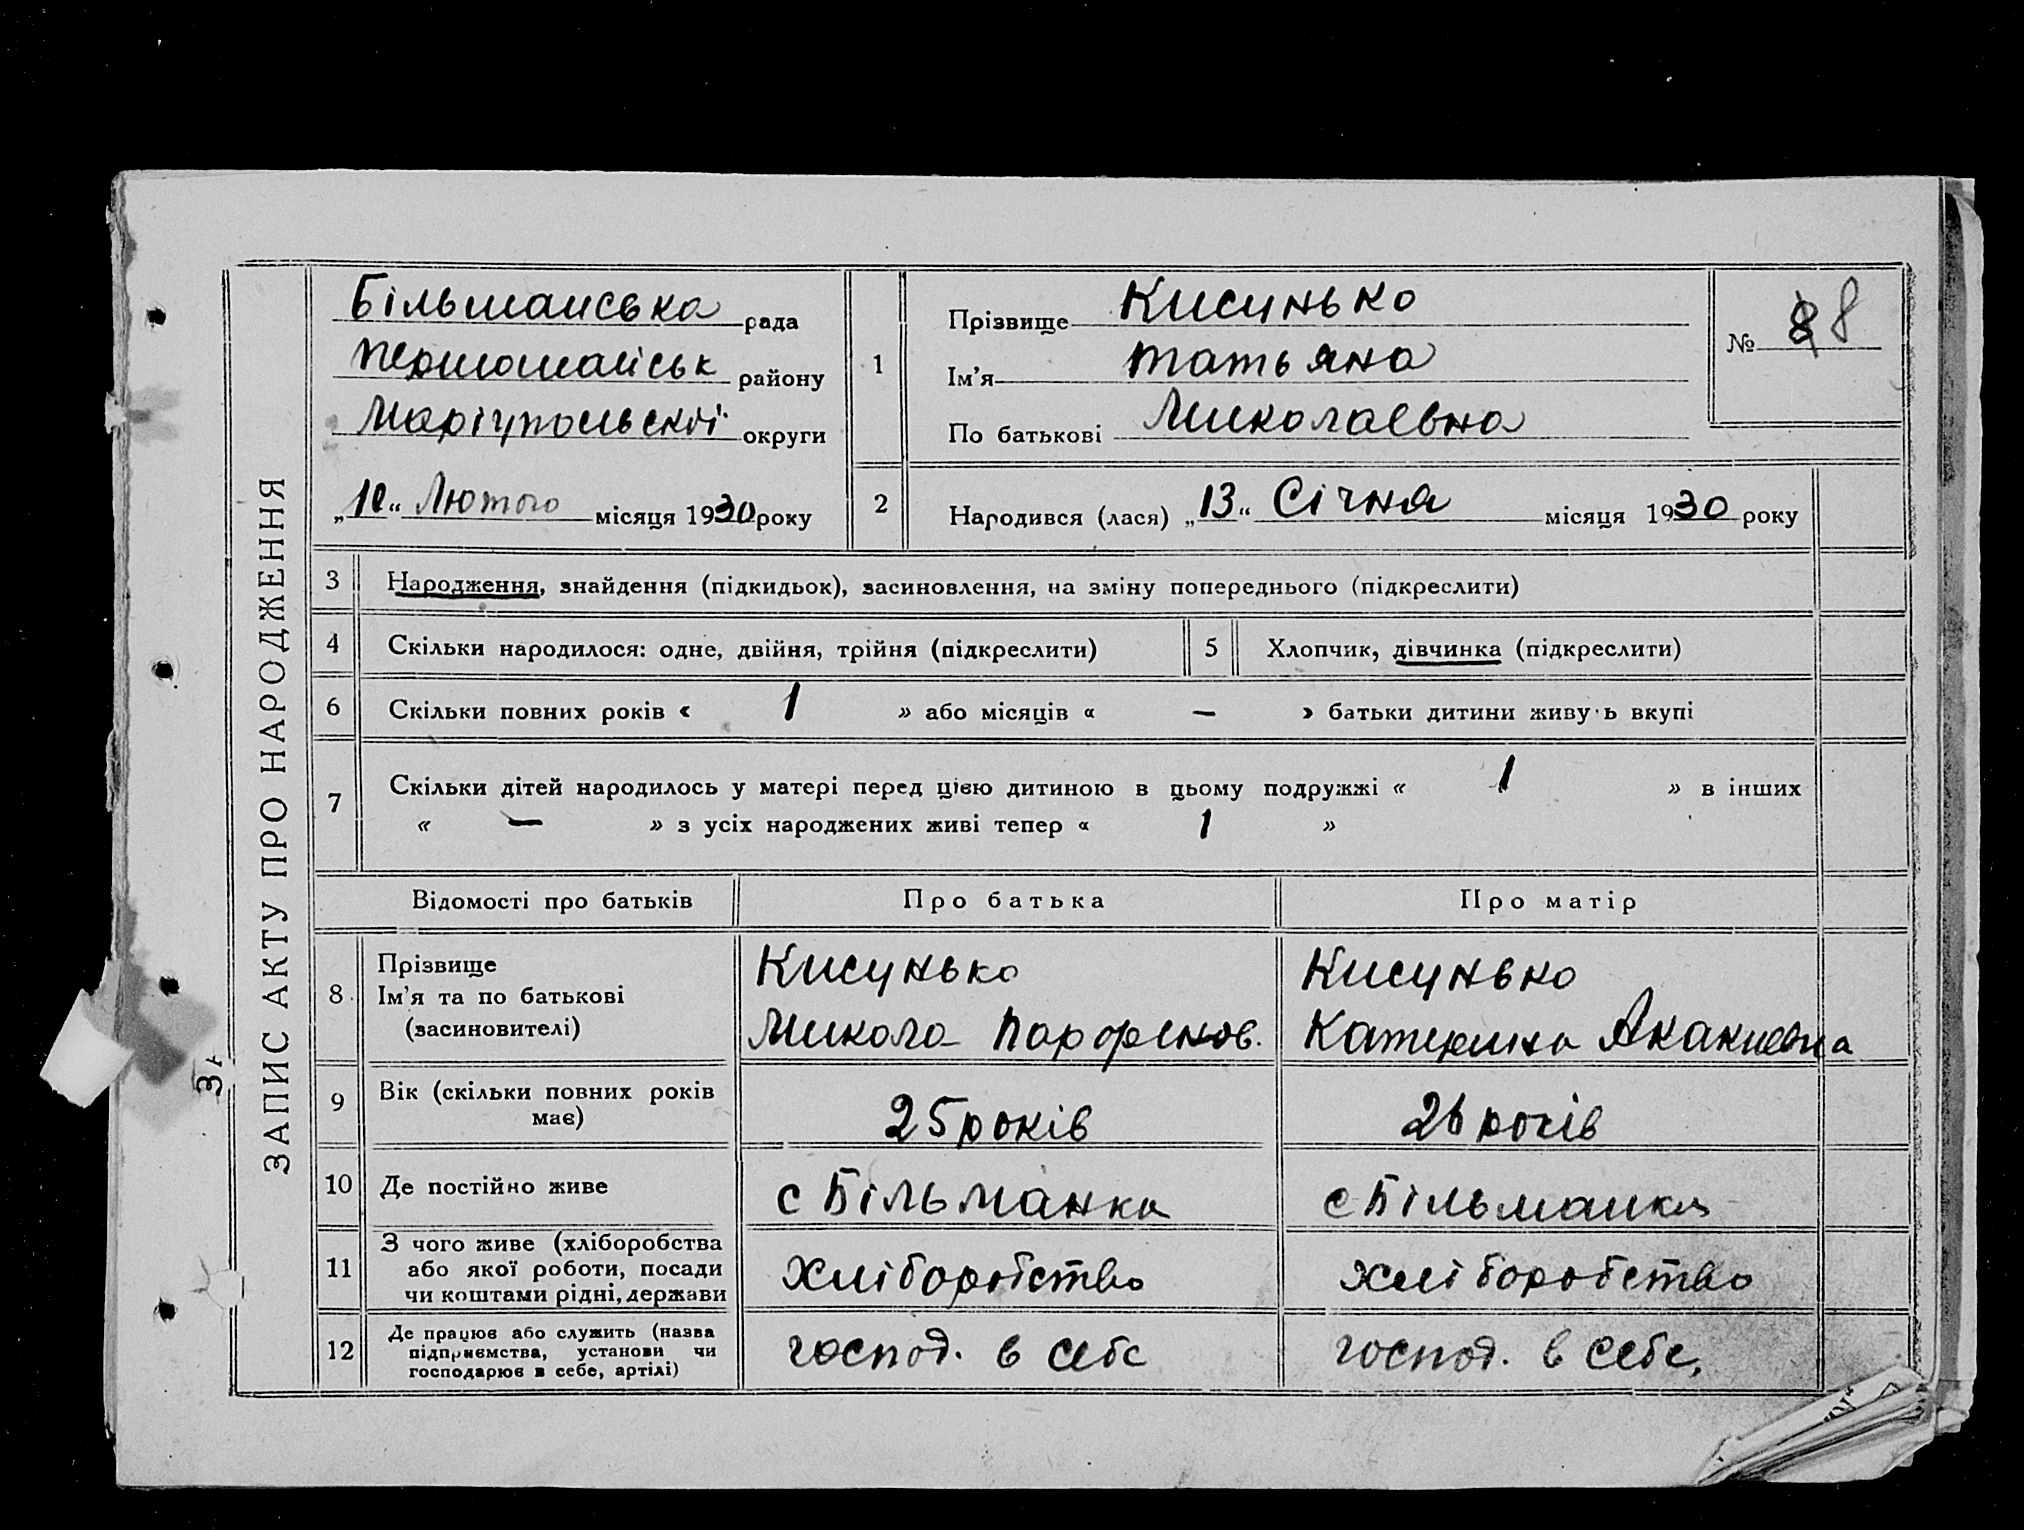 ЗАПИС АКТУ ПРО НАРОДЖЕННЯ
Більманська рада
Першомайськ району
Маріупольської округи
„10“ Лютого місяця 1930 року
1
Прізвище Кисинько
Ім'я Татьяна
По батькові Миколаевна
№ 8
2
Народився (лася) „13“ Січня місяця 1930 року
3 Народження, знайдення (підкидьок), засиновлення, на зміну попереднього (підкреслити)
4 Скільки народилося: одне, двійня, трійня (підкреслити)
5 Хлопчик, дівчинка (підкреслити)
6 Скільки повних років « 1 » або місяців « — » батьки дитини живу ь вкупі
7 Скільки дітей народилось у матері перед цією дитиною в цьому подружжі « 1 » в інших
« — » з усіх народжених живі тепер « 1 »
Відомості про батьків Про батька Про матір
8 Прізвище
Ім'я та по батькові
(засиновителі)
Кисунько
Микола Парфенов.
Кисунько
Катерина Акакиевна
9 Вік (скільки повних років
має)
25 років
26 років
10 Де постійно живе
с Більманка
с Більманка
11 З чого живе (хліборобства
або якої роботи, посади
чи коштами рідні, держави
Хліборобство
хліборобство
12 Де працює або служить (назва
підприємства, установи чи
господарює в себе, артілі)
господ. в себе
господ. в себе,